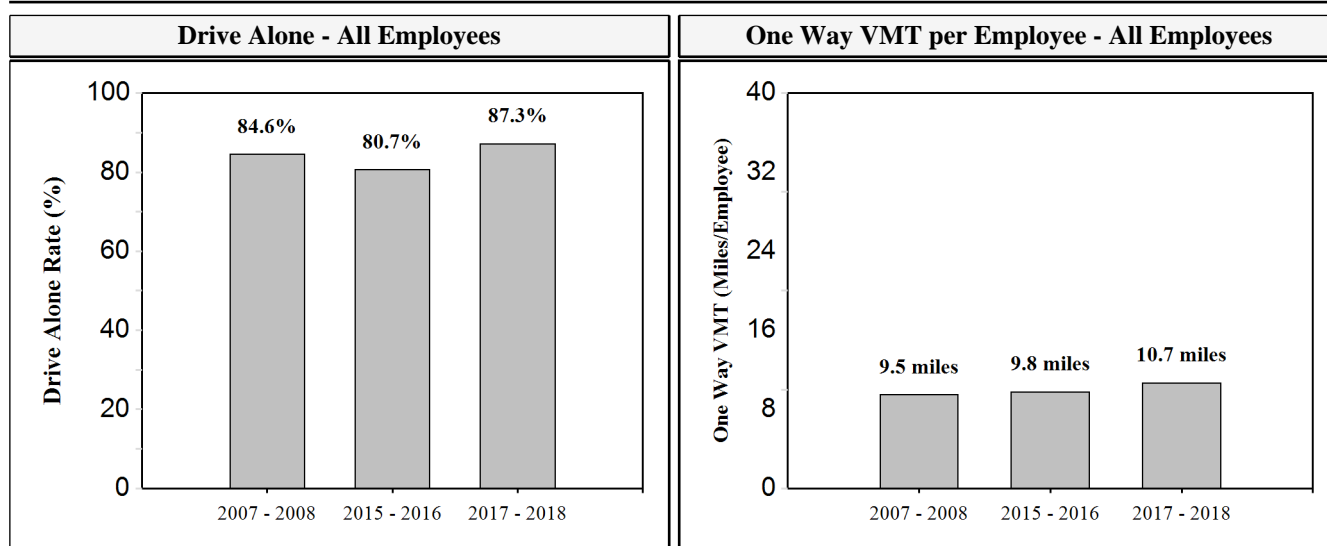 Drive Alone - All Employees
Drive Alone Rate (%)
100
80
60
40
20
0
84.6%
80.7%
87.3%
2007 - 2008
2015 - 2016
2017 - 2018
One Way VMT per Employee - All Employees
One Way VMT (Miles/Employee)
40
32
24
16
8
0
9.5 miles
9.8 miles
10.7 miles
2007 - 2008
2015 - 2016
2017 - 2018